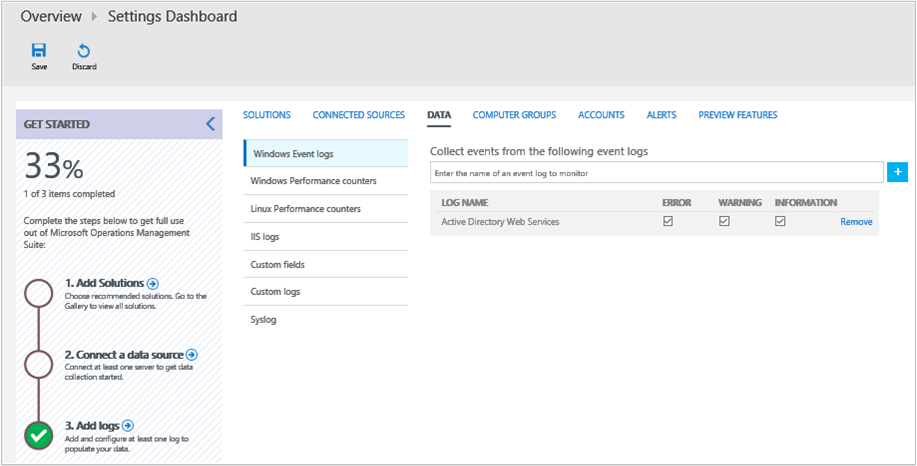 Overview Settings Dashboard
Save Discard
GET STARTED
33%
1 of 3 items completed
Complete the steps below to get full use
out of Microsoft Operations Management
Suite:
1. Add Solutions
Choose recommended solutions. Go to the
Gallery to view all solutions.
2. Connect a data source
Connect at least one server to get data
collection started.
3. Add logs
Add and configure at least one log to
populate your data.
SOLUTIONS CONNECTED SOURCES DATA COMPUTER GROUPS ACCOUNTS ALERTS PREVIEW FEATURES
Windows Event logs
Windows Performance counters
Linux Performance counters
IIS logs
Custom fields
Custom logs
Syslog
Collect events from the following event logs
Enter the name of an event log to monitor +
LOG NAME ERROR WARNING INFORMATION
Active Directory Web Services Remove